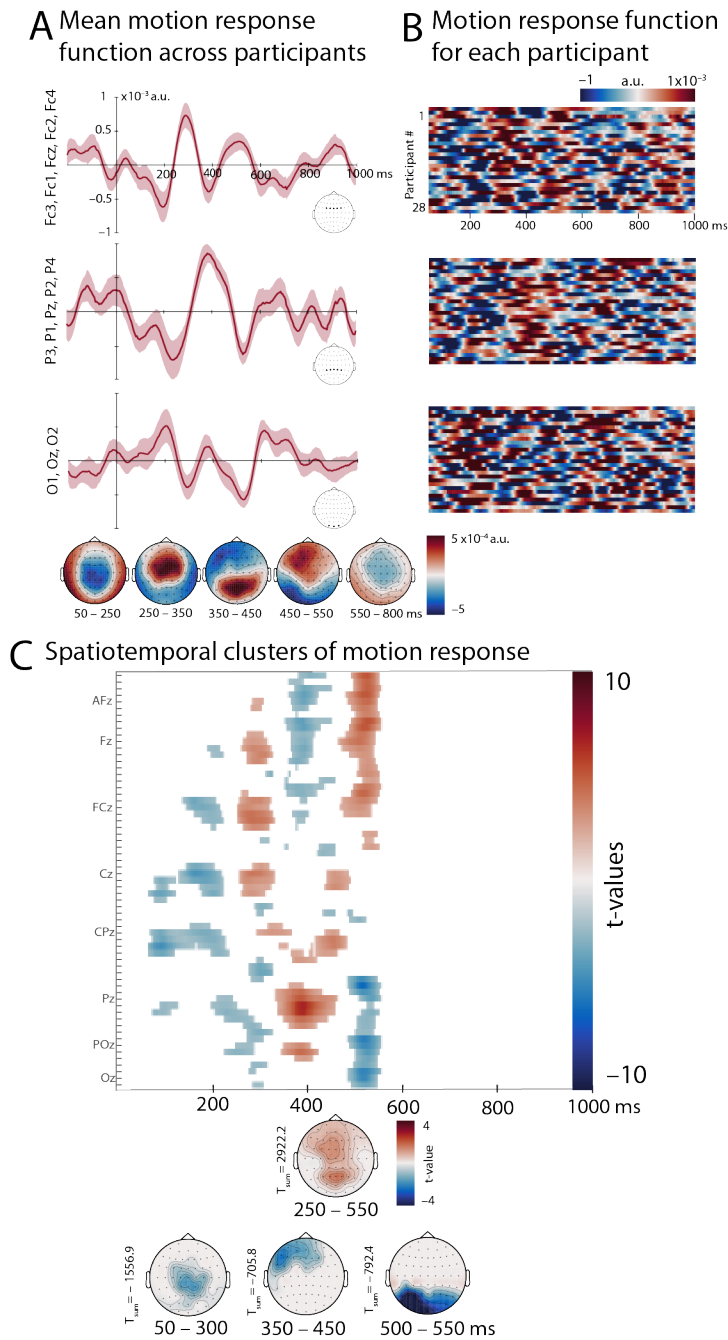 A Mean motion response
function across participants
B Motion response function
for each participant
x10⁻³ a.u.
1
0.5
−0.5
−1
200
400
600
800
1000 ms
Fc3, Fc1, Fcz, Fc2, Fc4
−1 a.u. 1x10⁻³
Participant #
1
28
200 400 600 800 1000 ms
P3, P1, Pz, P2, P4
O1, Oz, O2
50 – 250
250 – 350
350 – 450
450 – 550
550 – 800 ms
5 x10⁻⁴ a.u.
−5
C Spatiotemporal clusters of motion response
AFz
Fz
FCz
Cz
CPz
Pz
POz
Oz
200 400 600 800 1000 ms
10
t-values
−10
T sum = 2922.2
250 – 550
4
t-value
−4
T sum = − 1556.9
50 – 300
T sum = −705.8
350 – 450
T sum = −792.4
500 – 550 ms